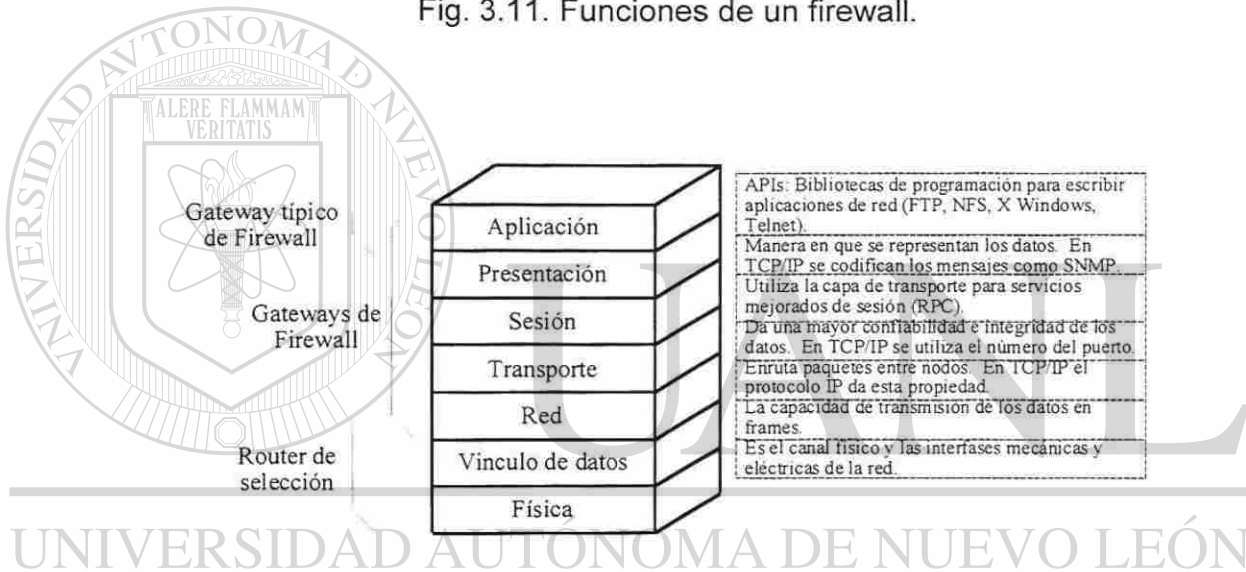 Fig. 3.11. Funciones de un firewall.
UNIVERSIDAD AUTONOMA DE NUEVO LEÓN
ALERE FLAMMAM
VERITATIS
Gateway típico
de Firewall
Gateways de
Firewall
Router de
selección
Aplicación
Presentación
Sesión
Transporte
Red
Vinculo de datos
Física
APIs: Bibliotecas de programación para escribir
aplicaciones de red (FTP, NFS, X Windows,
Telnet).
Manera en que se representan los datos. En
TCP/IP se codifican los mensajes como SNMP.
Utiliza la capa de transporte para servicios
mejorados de sesión (RPC).
Da una mayor confiabilidad e integridad de los
datos. En TCP/IP se utiliza el número del puerto.
Enruta paquetes entre nodos. En TCP/IP el
protocolo IP da esta propiedad.
La capacidad de transmisión de los datos en
frames.
Es el canal físico y las interfases mecánicas y
eléctricas de la red.
UANL
UNIVERSIDAD AUTÓNOMA DE NUEVO LEÓN